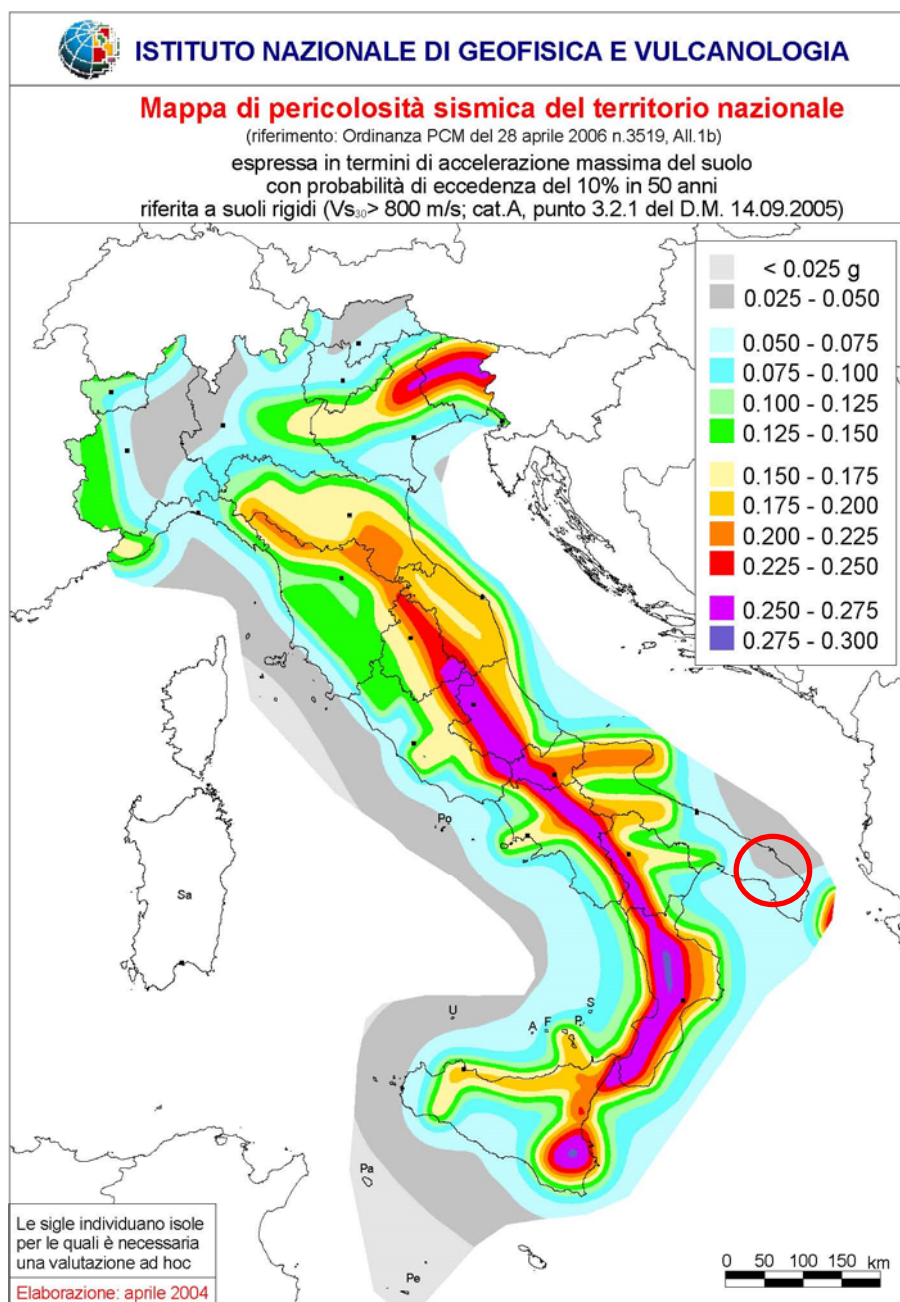 ISTITUTO NAZIONALE DI GEOFISICA E VULCANOLOGIA
Mappa di pericolosità sismica del territorio nazionale
(riferimento: Ordinanza PCM del 28 aprile 2006 n.3519, All.1b)
espressa in termini di accelerazione massima del suolo
con probabilità di eccedenza del 10% in 50 anni
riferita a suoli rigidi (Vs₃₀> 800 m/s; cat.A, punto 3.2.1 del D.M. 14.09.2005)
< 0.025 g
0.025 - 0.050
0.050 - 0.075
0.075 - 0.100
0.100 - 0.125
0.125 - 0.150
0.150 - 0.175
0.175 - 0.200
0.200 - 0.225
0.225 - 0.250
0.250 - 0.275
0.275 - 0.300
Po
Sa
U
A
F
P
S
Pa
Pe
Le sigle individuano isole
per le quali è necessaria
una valutazione ad hoc
Elaborazione: aprile 2004
0 50 100 150 km